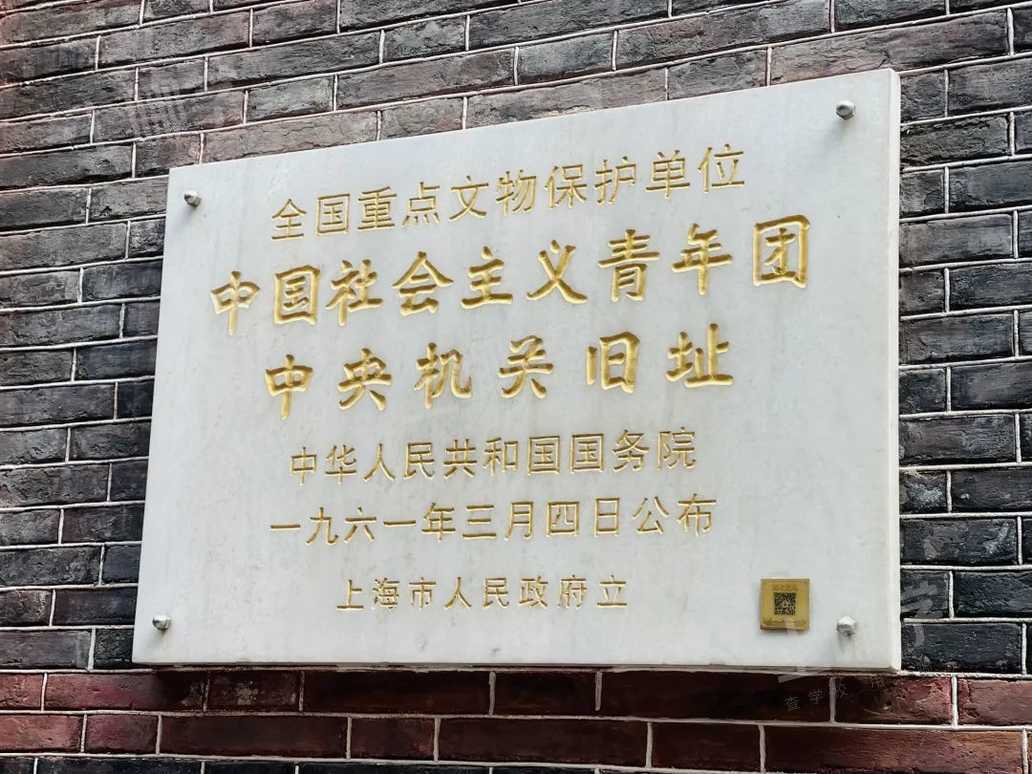 全国重点文物保护单位
中国社会主义青年团
中央机关旧址
中华人民共和国国务院
一九六一年三月四日公布
上海市人民政府立